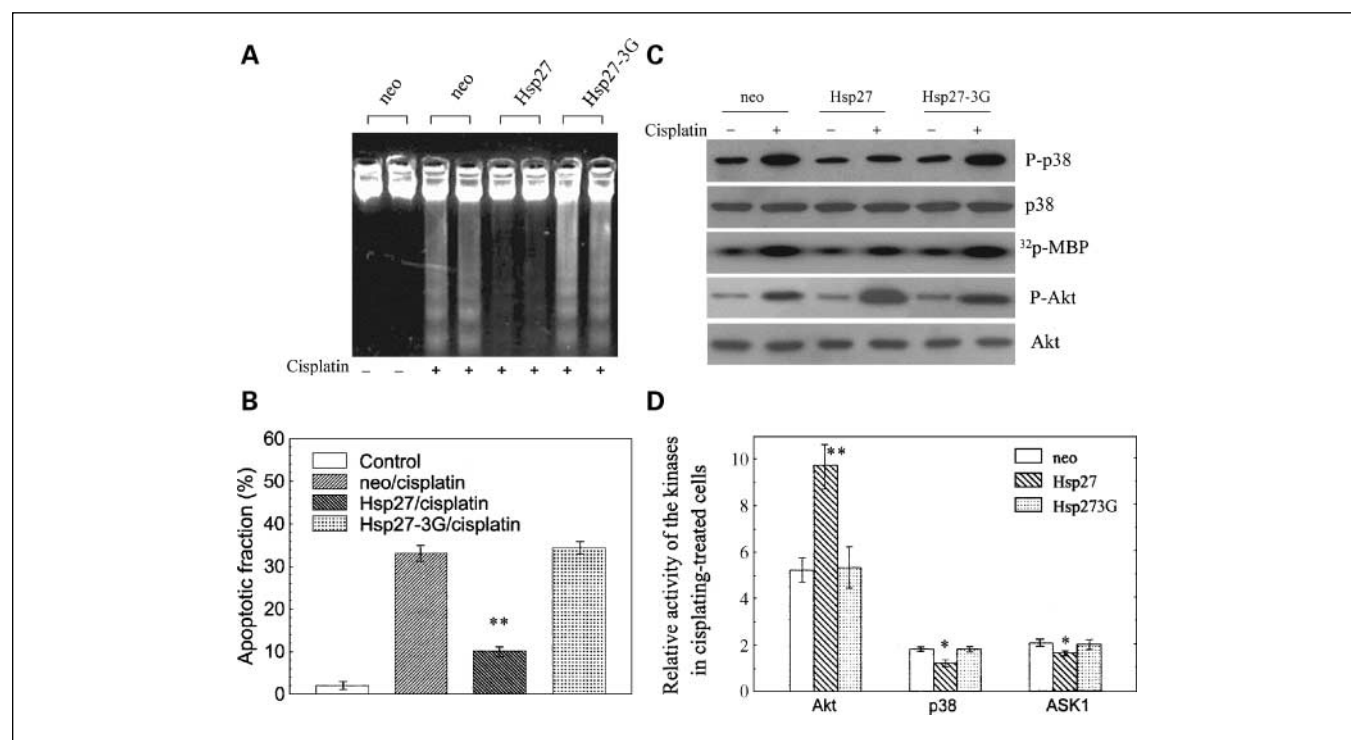 A
neo neo Hsp27 Hsp27-3G
Cisplatin − − + + + + + +
B
Apoptotic fraction (%)
60
50
40
30
20
10
0
Control
neo/cisplatin
Hsp27/cisplatin
Hsp27-3G/cisplatin
**
C
neo Hsp27 Hsp27-3G
Cisplatin − + − + − +
P-p38
p38
³²p-MBP
P-Akt
Akt
D
Relative activity of the kinases
in cisplating-treated cells
10
8
6
4
2
0
neo
Hsp27
Hsp273G
**
*
*
Akt p38 ASK1